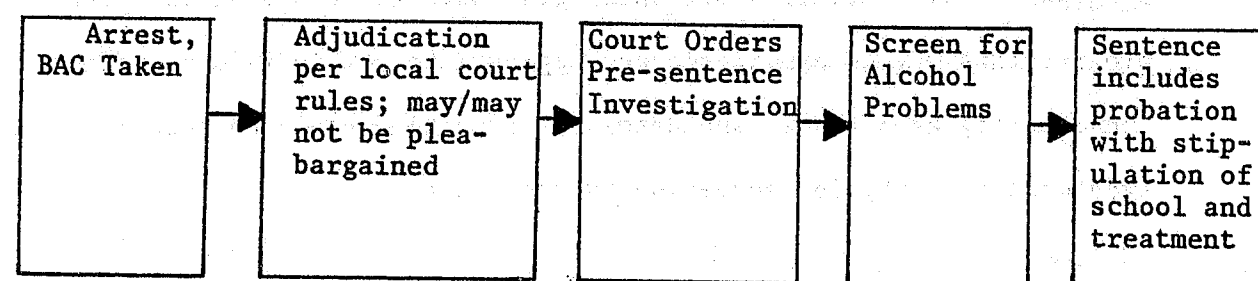 Arrest,
BAC Taken
Adjudication
per local court
rules; may/may
not be plea-
bargained
Court Orders
Pre-sentence
Investigation
Screen for
Alcohol
Problems
Sentence
includes
probation
with stip-
ulation of
school and
treatment